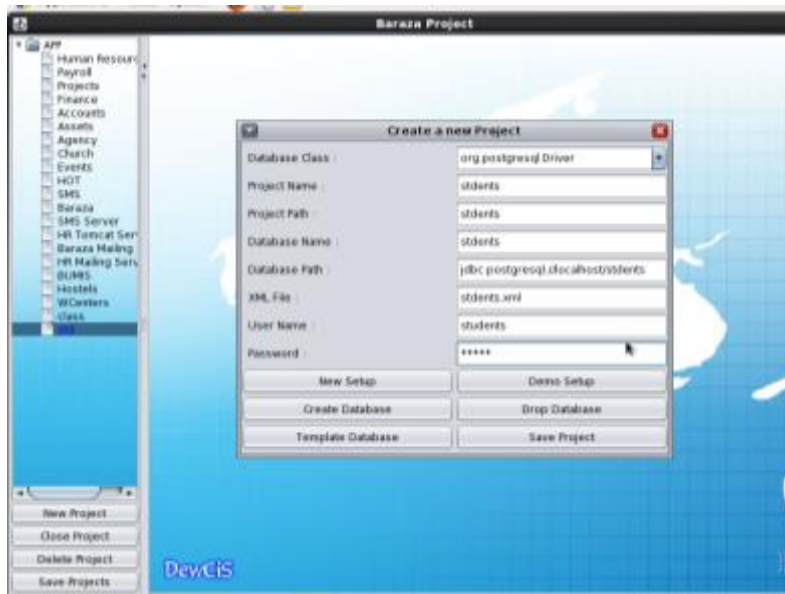 Baraza Project
APP
Human Resourc
Payroll
Projects
Finance
Accounts
Assets
Agency
Church
Events
HOT
SMS
Baraza
SMS Server
HR Tomcat Ser
Baraza Mailing
HR Mailing Serv
BUMIS
Hostels
WCenters
class
Create a new Project
Database Class : org.postgresql.Driver
Project Name : stdents
Project Path : stdents
Database Name : stdents
Database Path : jdbc:postgresql://localhost/stdents
XML File : stdents.xml
User Name : students
Password : *****
New Setup Demo Setup
Create Database Drop Database
Template Database Save Project
New Project
Close Project
Delete Project
Save Projects
DewCiS